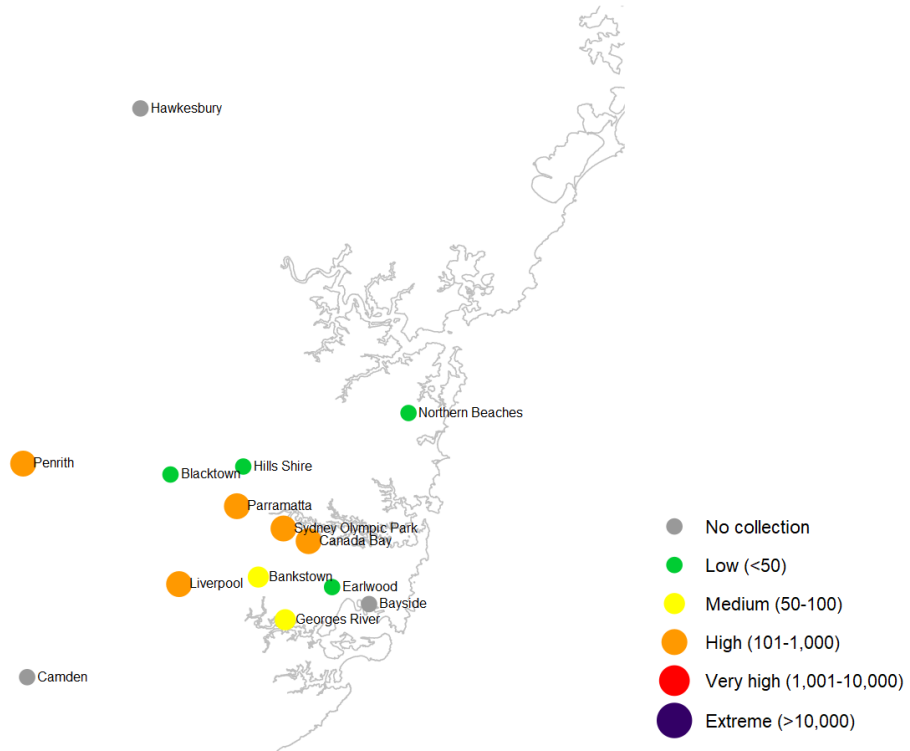 Hawkesbury
Northern Beaches
Penrith
Hills Shire
Blacktown
Parramatta
Sydney Olympic Park
Canada Bay
Bankstown
Liverpool
Earlwood
Bayside
Georges River
Camden
No collection
Low (<50)
Medium (50-100)
High (101-1,000)
Very high (1,001-10,000)
Extreme (>10,000)